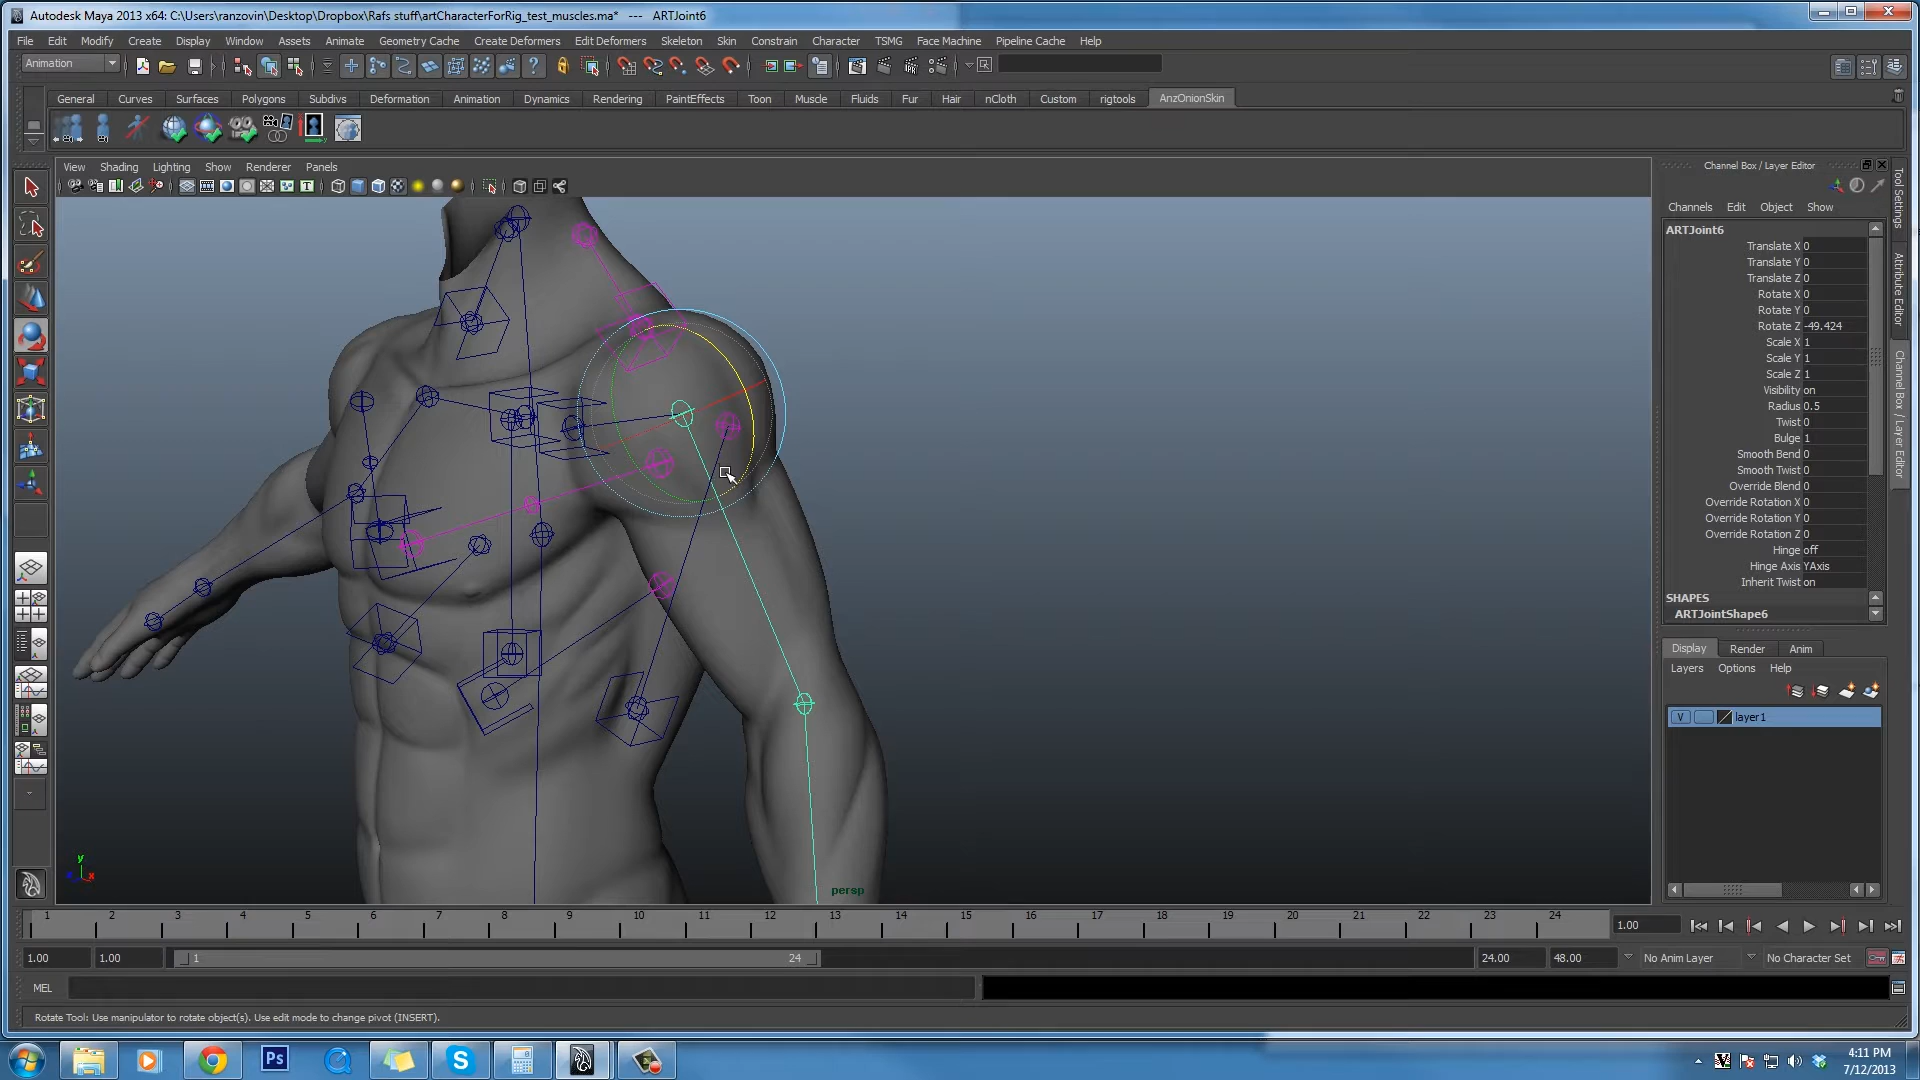 Autodesk Maya 2013 x64: C:\Users\ranzovin\Desktop\Dropbox\Rafs stuff\artCharacterForRig_test_muscles.ma* --- ARTJoint6
File Edit Modify Create Display Window Assets Animate Geometry Cache Create Deformers Edit Deformers Skeleton Skin Constrain Character TSMG Face Machine Pipeline Cache Help
Animation
General Curves Surfaces Polygons Subdivs Deformation Animation Dynamics Rendering PaintEffects Toon Muscle Fluids Fur Hair nCloth Custom rigtools AnzOnionSkin
View Shading Lighting Show Renderer Panels
Channel Box / Layer Editor
Channels Edit Object Show
ARTJoint6
Translate X 0
Translate Y 0
Translate Z 0
Rotate X 0
Rotate Y 0
Rotate Z -49.424
Scale X 1
Scale Y 1
Scale Z 1
Visibility on
Radius 0.5
Twist 0
Bulge 1
Smooth Bend 0
Smooth Twist 0
Override Blend 0
Override Rotation X 0
Override Rotation Y 0
Override Rotation Z 0
Hinge off
Hinge Axis YAxis
Inherit Twist on
SHAPES
ARTJointShape6
Tool Settings
Attribute Editor
Channel Box / Layer Editor
Display Render Anim
Layers Options Help
V layer1
y
x
persp
1 2 3 4 5 6 7 8 9 10 11 12 13 14 15 16 17 18 19 20 21 22 23 24
1.00
1.00 1.00 1 24 24.00 48.00 No Anim Layer No Character Set
MEL
Rotate Tool: Use manipulator to rotate object(s). Use edit mode to change pivot (INSERT).
Ps
4:11 PM
7/12/2013